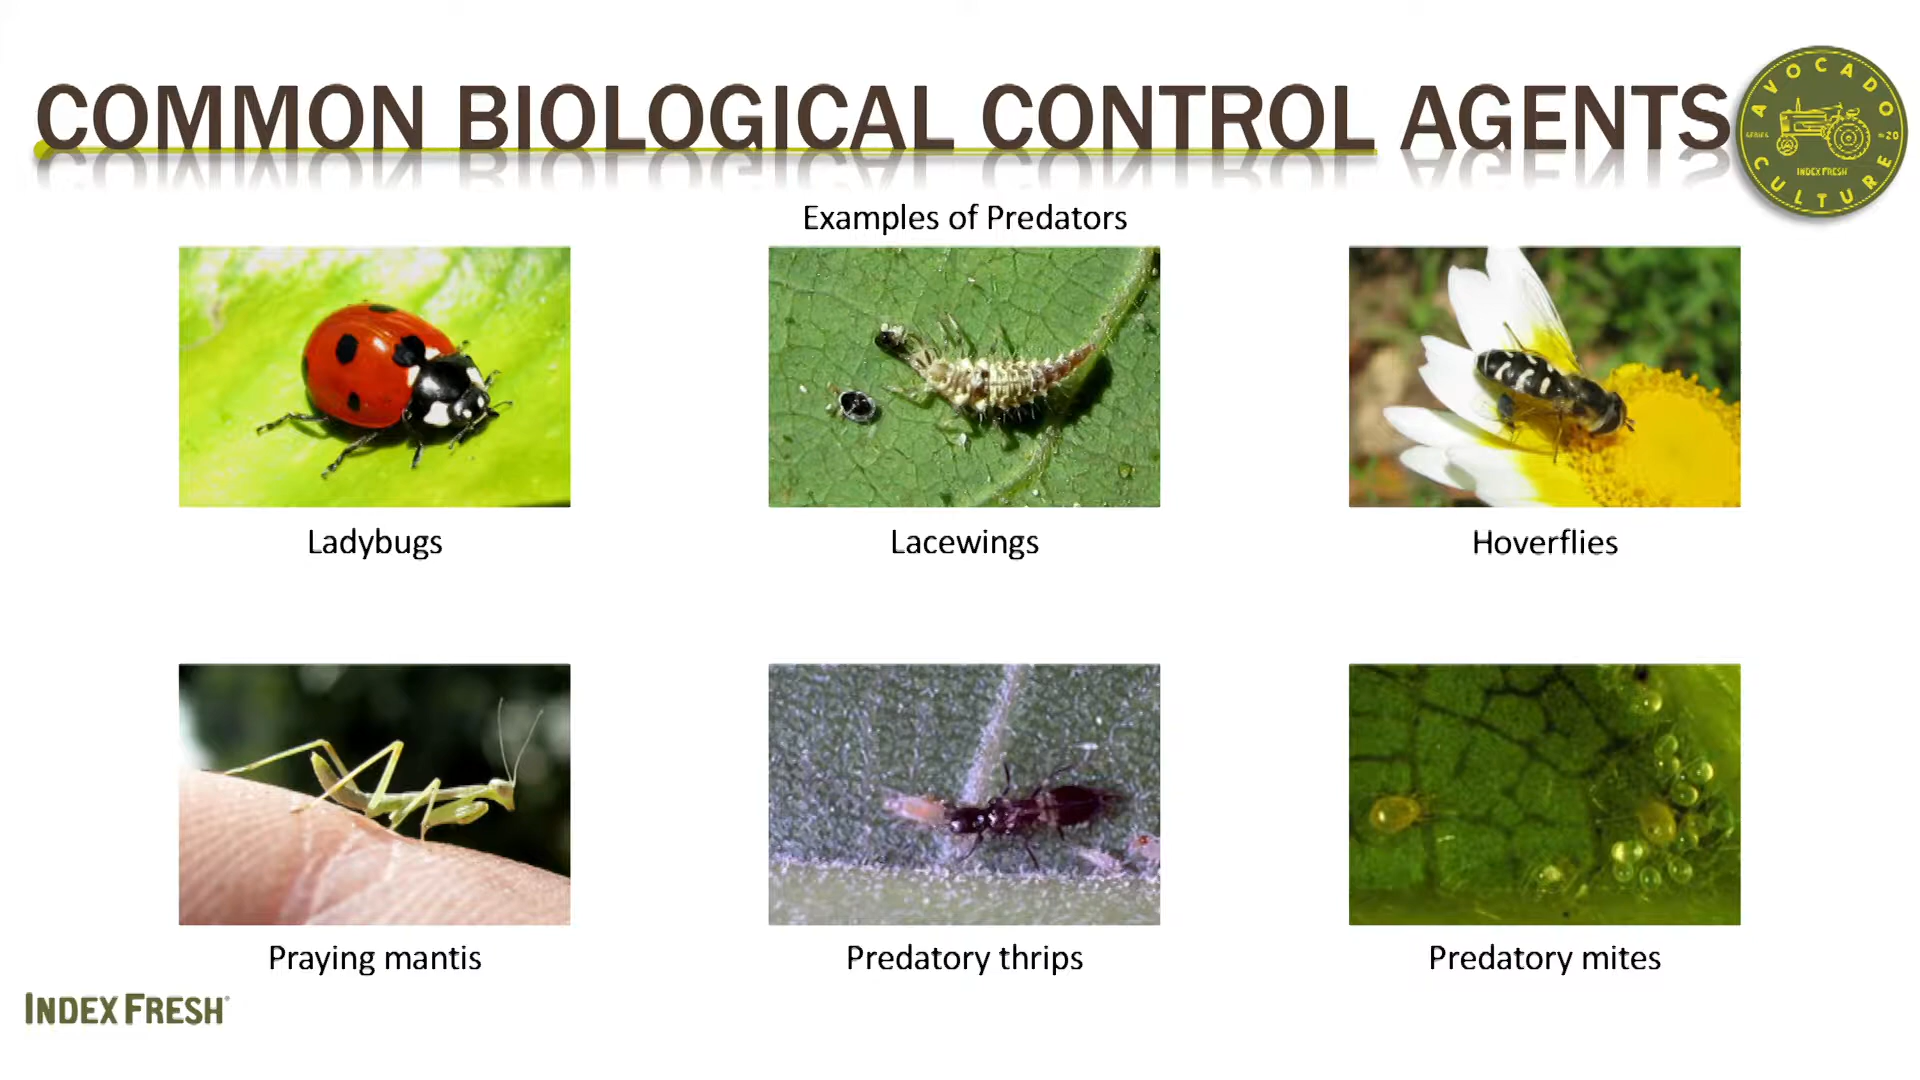 COMMON BIOLOGICAL CONTROL AGENTS
AVOCADO
SERIES
INDEX FRESH
CULTURE
Examples of Predators
Ladybugs
Lacewings
Hoverflies
Praying mantis
Predatory thrips
Predatory mites
INDEX FRESH